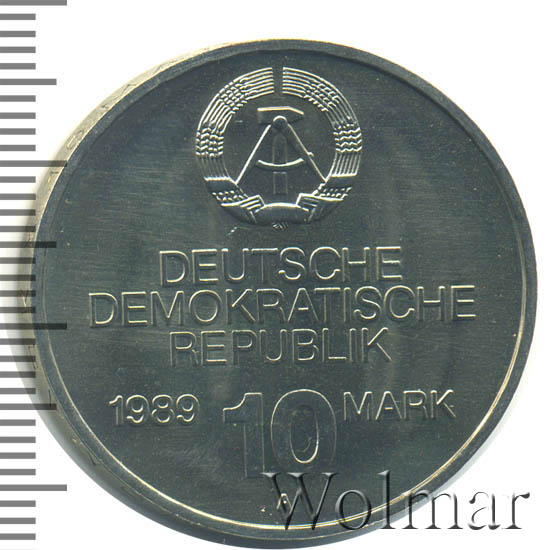 DEUTSCHE
DEMOKRATISCHE
REPUBLIK
1989 10 MARK
A
Wolmar